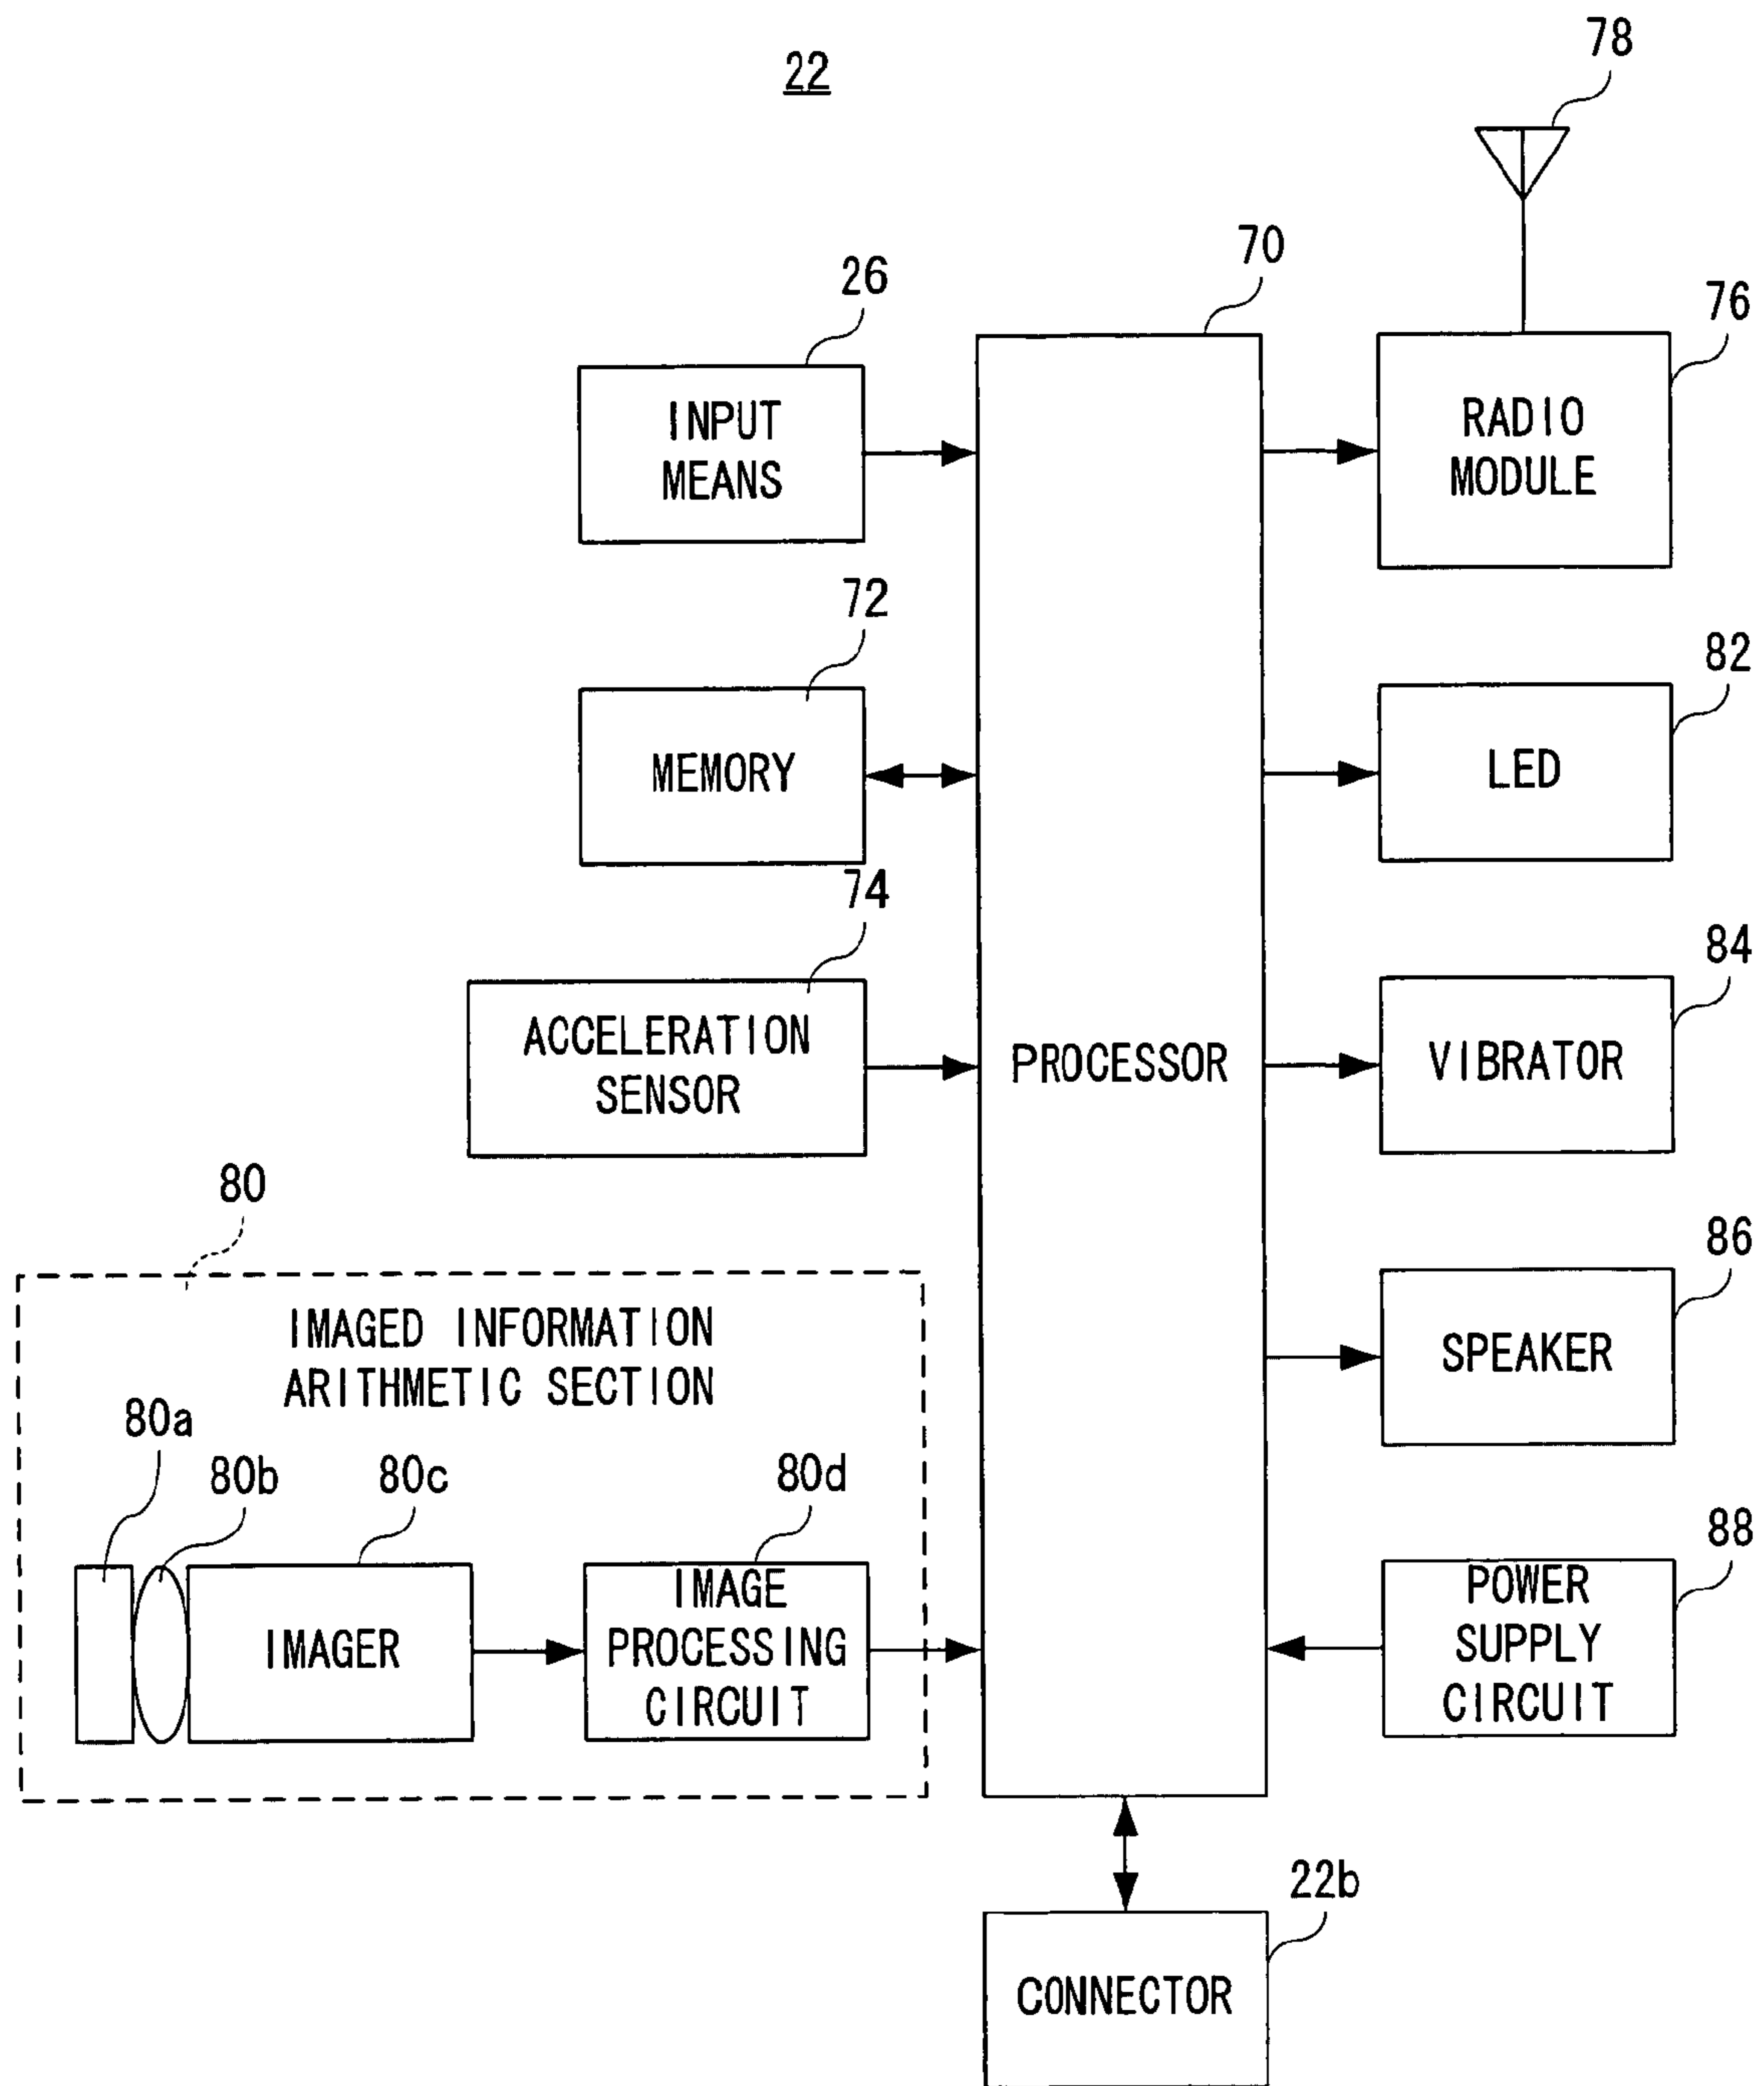 22
78
70
26
76
INPUT
MEANS
RADIO
MODULE
72
82
MEMORY
LED
74
84
ACCELERATION
SENSOR
PROCESSOR
VIBRATOR
80
86
IMAGED INFORMATION
ARITHMETIC SECTION
SPEAKER
80a
80b
80c
80d
88
IMAGER
IMAGE
PROCESSING
CIRCUIT
POWER
SUPPLY
CIRCUIT
22b
CONNECTOR